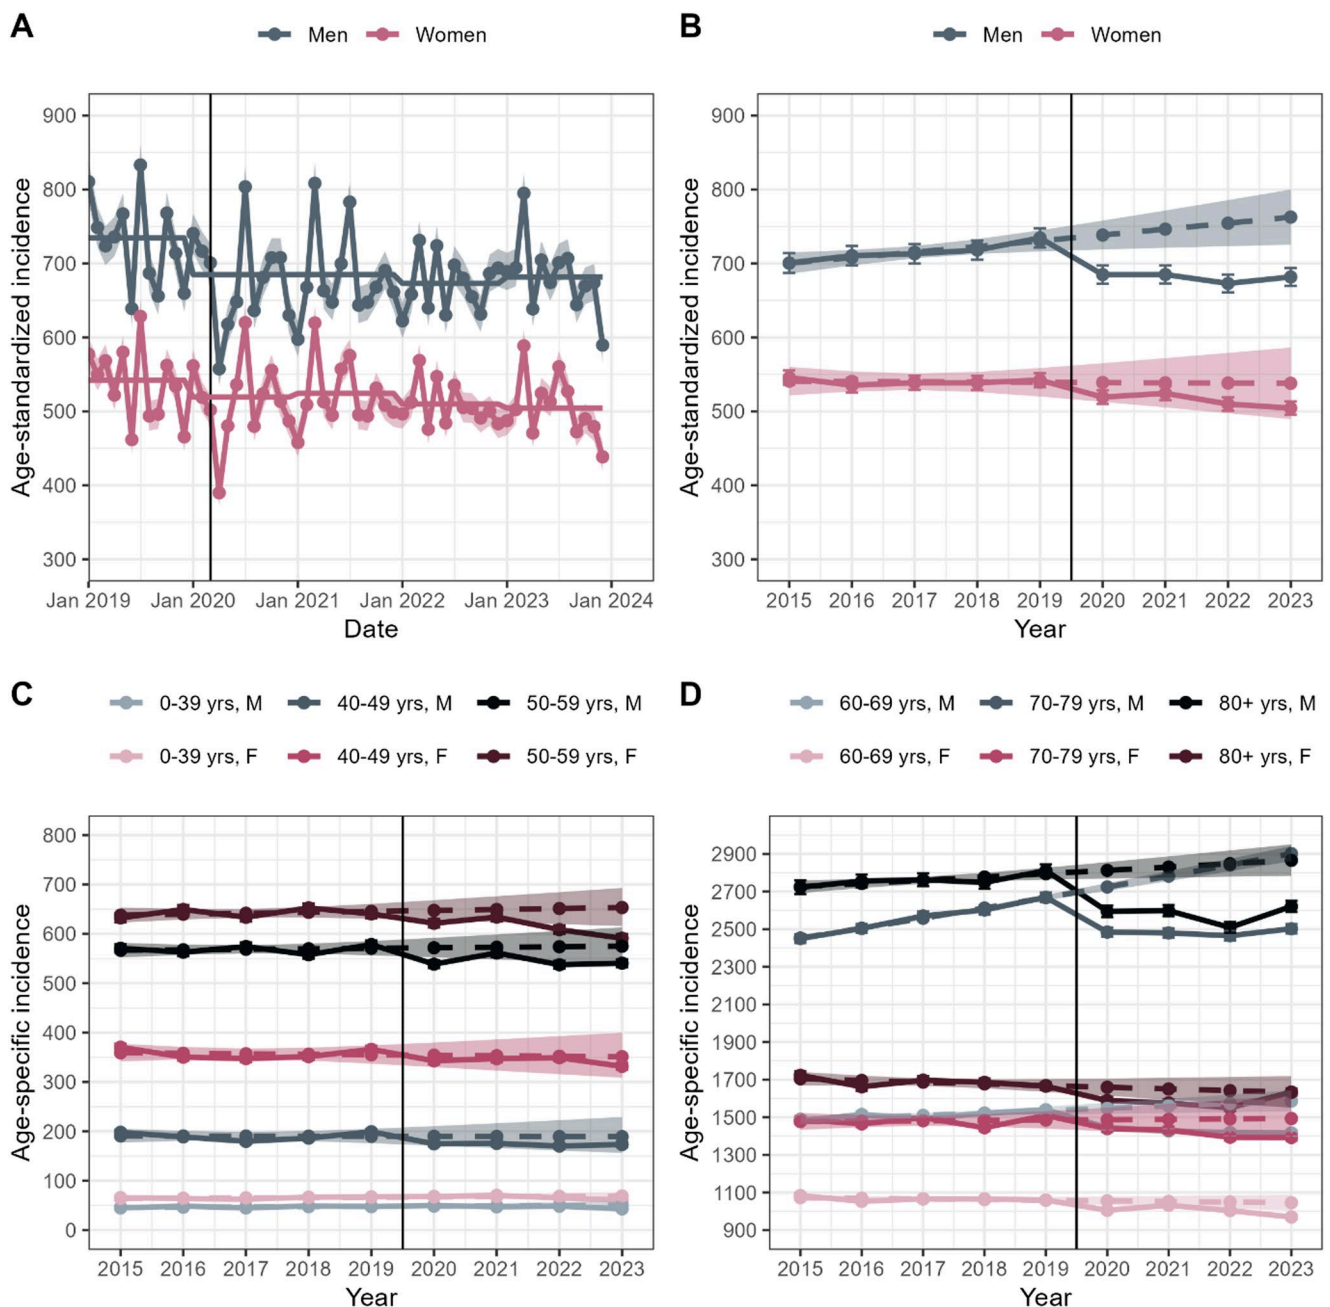 A
Men Women
Age-standardized incidence
900
800
700
600
500
400
300
Jan 2019 Jan 2020 Jan 2021 Jan 2022 Jan 2023 Jan 2024
Date
B
Men Women
Age-standardized incidence
900
800
700
600
500
400
300
2015 2016 2017 2018 2019 2020 2021 2022 2023
Year
C
0-39 yrs, M 40-49 yrs, M 50-59 yrs, M
0-39 yrs, F 40-49 yrs, F 50-59 yrs, F
Age-specific incidence
800
700
600
500
400
300
200
100
0
2015 2016 2017 2018 2019 2020 2021 2022 2023
Year
D
60-69 yrs, M 70-79 yrs, M 80+ yrs, M
60-69 yrs, F 70-79 yrs, F 80+ yrs, F
Age-specific incidence
2900
2700
2500
2300
2100
1900
1700
1500
1300
1100
900
2015 2016 2017 2018 2019 2020 2021 2022 2023
Year